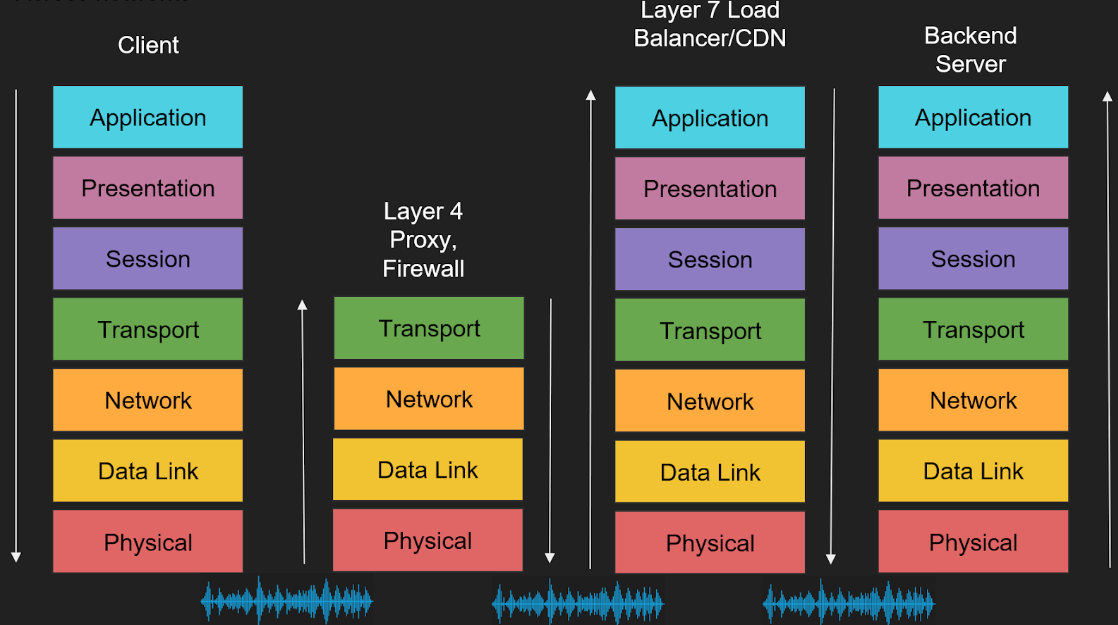 Client
Application
Presentation
Session
Transport
Network
Data Link
Physical
Layer 4
Proxy,
Firewall
Transport
Network
Data Link
Physical
Layer 7 Load
Balancer/CDN
Application
Presentation
Session
Transport
Network
Data Link
Physical
Backend
Server
Application
Presentation
Session
Transport
Network
Data Link
Physical